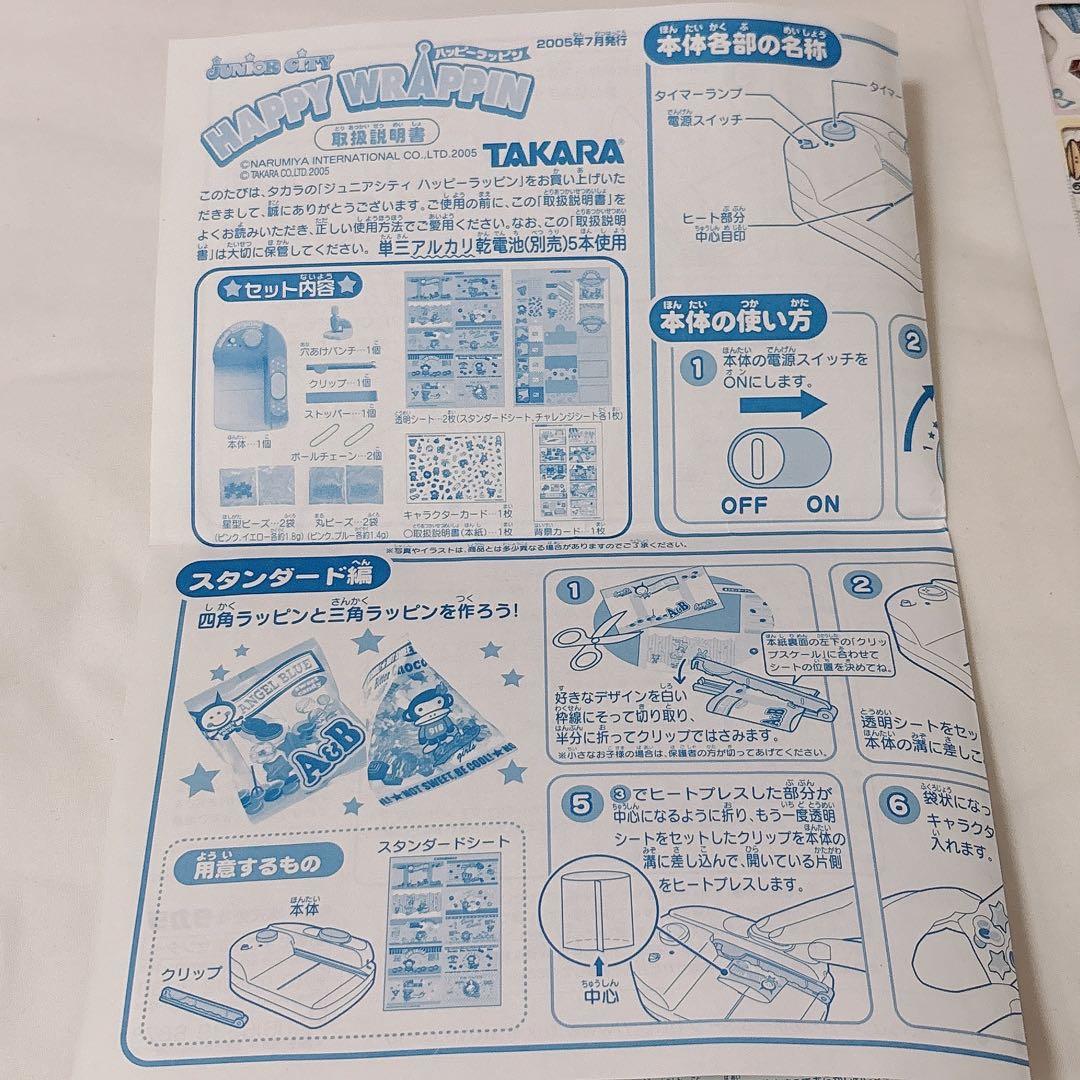 JUNIOR CITY
ハッピーラッピン
HAPPY WRAPPIN
2005年7月発行
取扱説明書
©NARUMIYA INTERNATIONAL CO.,LTD.2005
©TAKARA CO.,LTD.2005
TAKARA®
このたびは、タカラの「ジュニアシティ ハッピーラッピン」をお買い上げいた
だきまして、誠にありがとうございます。ご使用の前に、この「取扱説明書」を
よくお読みいただき、正しい使用方法でご愛用ください。なお、この「取扱説明
書」は大切に保管してください。単三アルカリ乾電池(別売)5本使用
★セット内容★
穴あけパンチ…1個
クリップ…1個
ストッパー…1個
本体…1個
ボールチェーン…2個
星型ビーズ…2袋
(ピンク、イエロー各約1.8g)
丸ビーズ…2袋
(ピンク、ブルー各約1.4g)
透明シート…2枚(スタンダードシート、チャレンジシート各1枚)
キャラクターカード…1枚
○取扱説明書(本紙)…1枚
背景カード…1枚
※写真やイラストは、商品とは多少異なる場合がありますのでご了承ください。
本体各部の名称
タイマーランプ
電源スイッチ
タイマー
ヒート部分
中心目印
本体の使い方
1
本体の電源スイッチを
ONにします。
OFF ON
2
スタンダード編
四角ラッピンと三角ラッピンを作ろう!
ANGEL BLUE
A&B
NOT SWEET, BE COOL
girls
用意するもの
スタンダードシート
本体
クリップ
1
A&B
本紙裏面の左下の「クリッ
プスケール」に合わせて
シートの位置を決めてね。
好きなデザインを白い
枠線にそって切り取り、
半分に折ってクリップではさみます。
※小さなお子様の場合は、保護者の方が切ってあげてください。
2
透明シートをセッ
本体の溝に差しこ
5
③でヒートプレスした部分が
中心になるように折り、もう一度透明
シートをセットしたクリップを本体の
溝に差し込んで、開いている片側
をヒートプレスします。
中心
6
袋状になっ
キャラクタ
入れます。